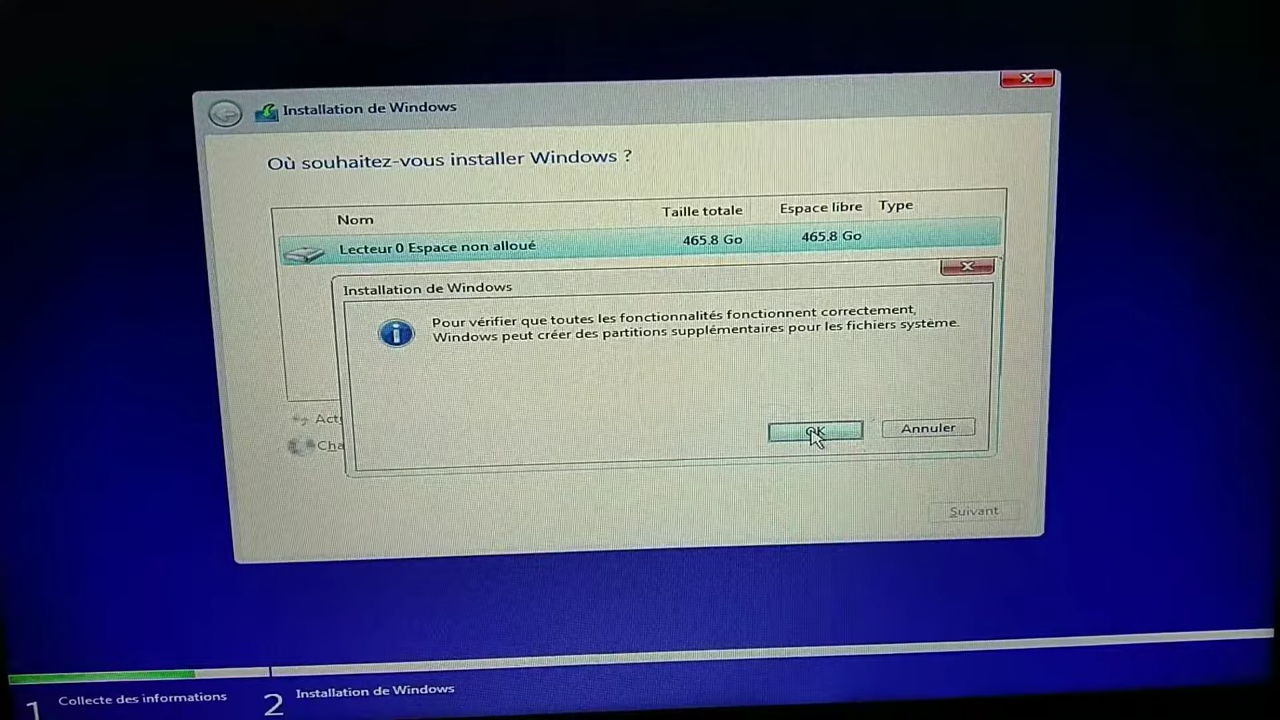 Installation de Windows
Où souhaitez-vous installer Windows ?
Nom Taille totale Espace libre Type
Lecteur 0 Espace non alloué 465.8 Go 465.8 Go
Installation de Windows
Pour vérifier que toutes les fonctionnalités fonctionnent correctement,
Windows peut créer des partitions supplémentaires pour les fichiers système.
Act
OK Annuler
Cha
Suivant
1 Collecte des informations 2 Installation de Windows